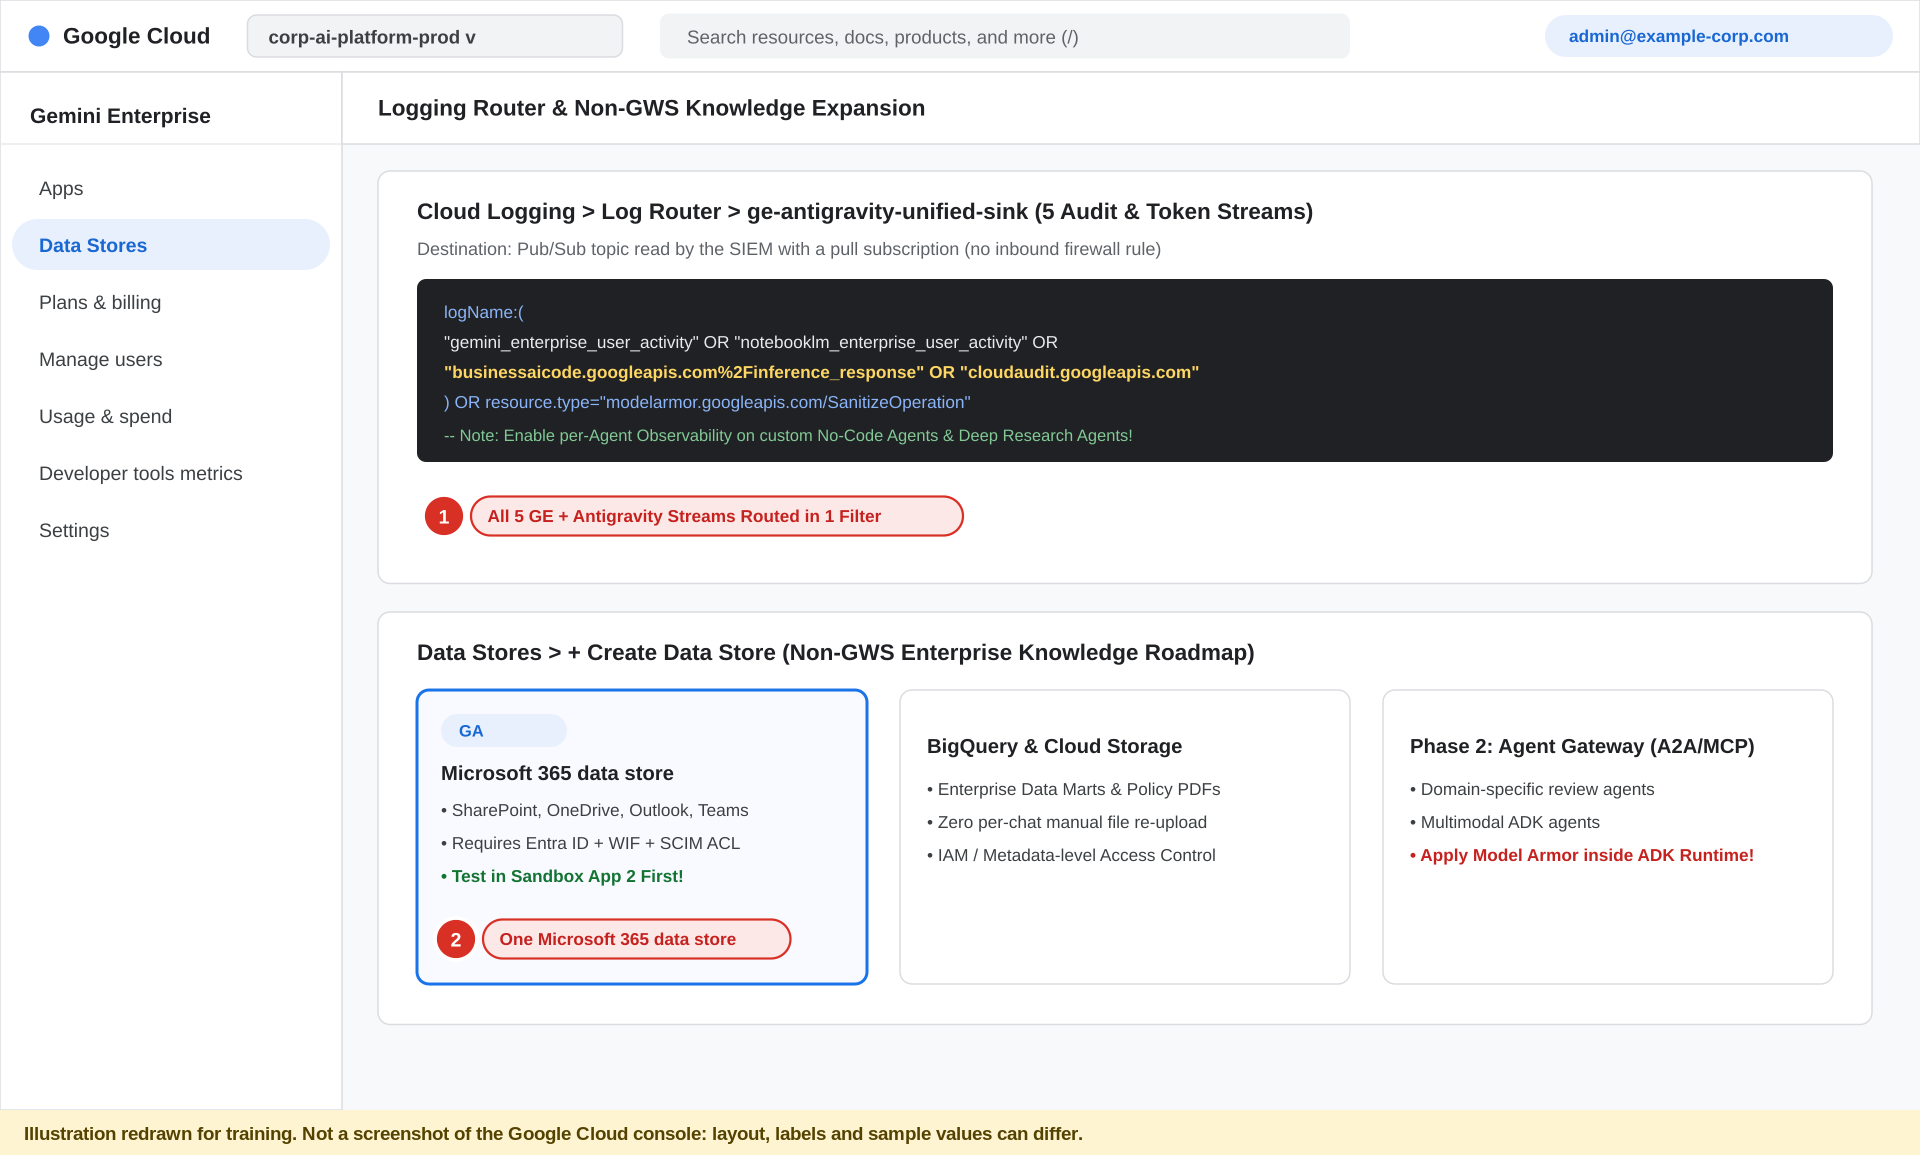 Google Cloud
corp-ai-platform-prod v
Search resources, docs, products, and more (/)
admin@example-corp.com
Gemini Enterprise
Apps
Data Stores
Plans & billing
Manage users
Usage & spend
Developer tools metrics
Settings
Logging Router & Non-GWS Knowledge Expansion
Cloud Logging > Log Router > ge-antigravity-unified-sink (5 Audit & Token Streams)
Destination: Pub/Sub topic read by the SIEM with a pull subscription (no inbound firewall rule)
logName:(
"gemini_enterprise_user_activity" OR "notebooklm_enterprise_user_activity" OR
"businessaicode.googleapis.com%2Finference_response" OR "cloudaudit.googleapis.com"
) OR resource.type="modelarmor.googleapis.com/SanitizeOperation"
-- Note: Enable per-Agent Observability on custom No-Code Agents & Deep Research Agents!
1
All 5 GE + Antigravity Streams Routed in 1 Filter
Data Stores > + Create Data Store (Non-GWS Enterprise Knowledge Roadmap)
GA
Microsoft 365 data store
• SharePoint, OneDrive, Outlook, Teams
• Requires Entra ID + WIF + SCIM ACL
• Test in Sandbox App 2 First!
2
One Microsoft 365 data store
BigQuery & Cloud Storage
• Enterprise Data Marts & Policy PDFs
• Zero per-chat manual file re-upload
• IAM / Metadata-level Access Control
Phase 2: Agent Gateway (A2A/MCP)
• Domain-specific review agents
• Multimodal ADK agents
• Apply Model Armor inside ADK Runtime!
Illustration redrawn for training. Not a screenshot of the Google Cloud console: layout, labels and sample values can differ.